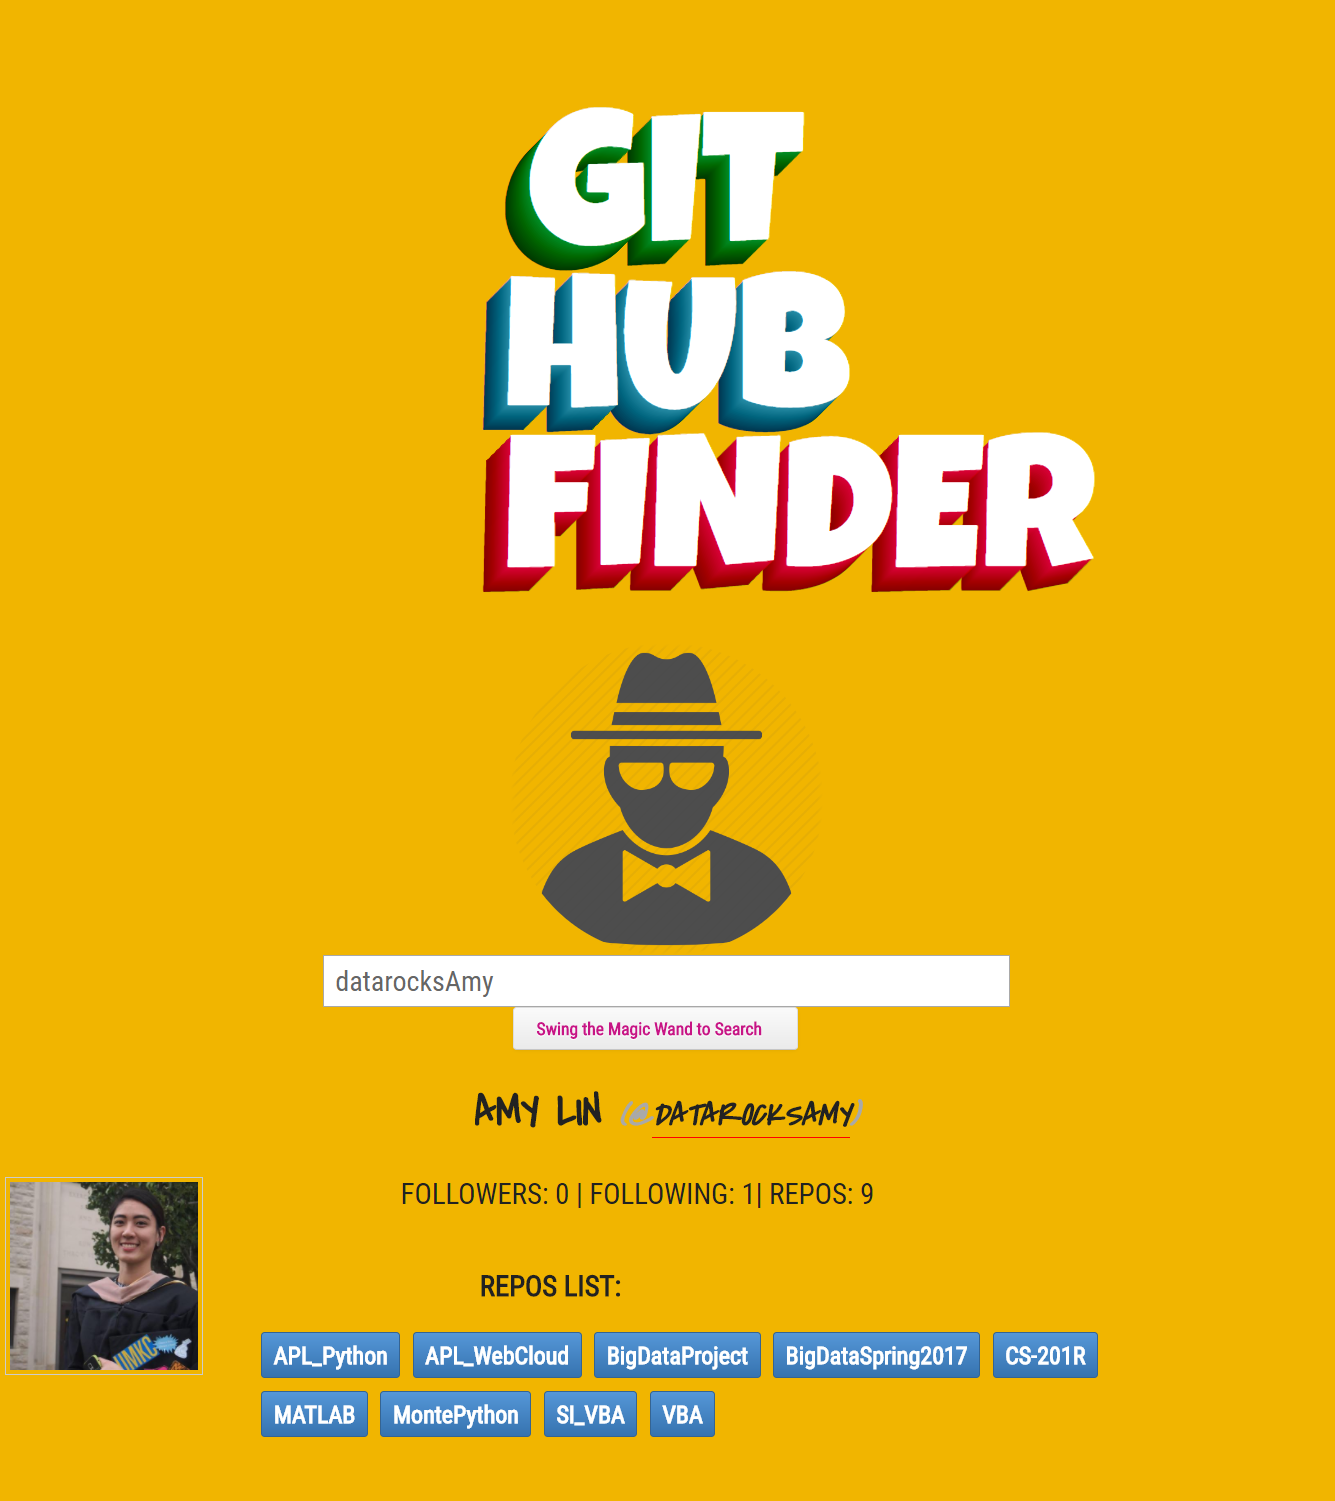 GIT
HUB
FINDER
datarocksAmy
Swing the Magic Wand to Search
AMY LIN (@DATAROCKSAMY)
FOLLOWERS: 0 | FOLLOWING: 1| REPOS: 9
UMKC
REPOS LIST:
APL_Python APL_WebCloud BigDataProject BigDataSpring2017 CS-201R
MATLAB MontePython SI_VBA VBA